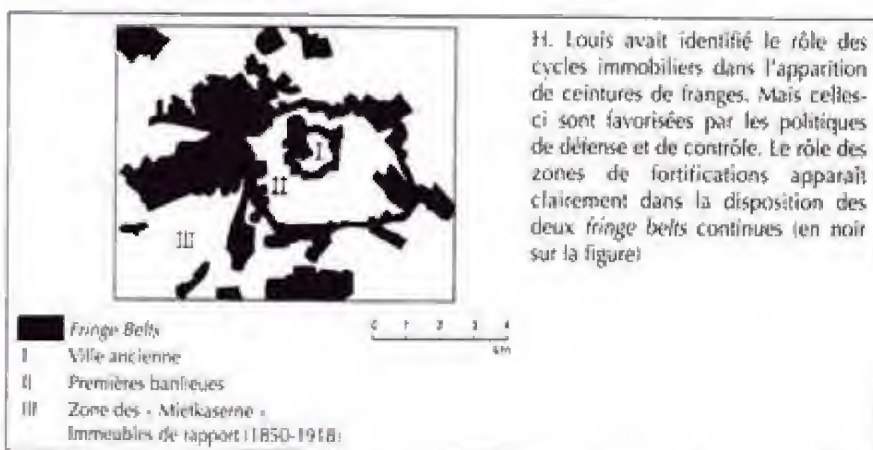 H. Louis avait identifié le rôle des
cycles immobiliers dans l'apparition
de ceintures de franges. Mais celles-
ci sont favorisées par les politiques
de défense et de contrôle. Le rôle des
zones de fortifications apparaît
clairement dans la disposition des
deux fringe belts continues (en noir
sur la figure)
I
II
III
Fringe Belts
0 1 2 3 4
km
I Ville ancienne
II Premières banlieues
III Zone des « Mietkaserne »
Immeubles de rapport (1850-1918)